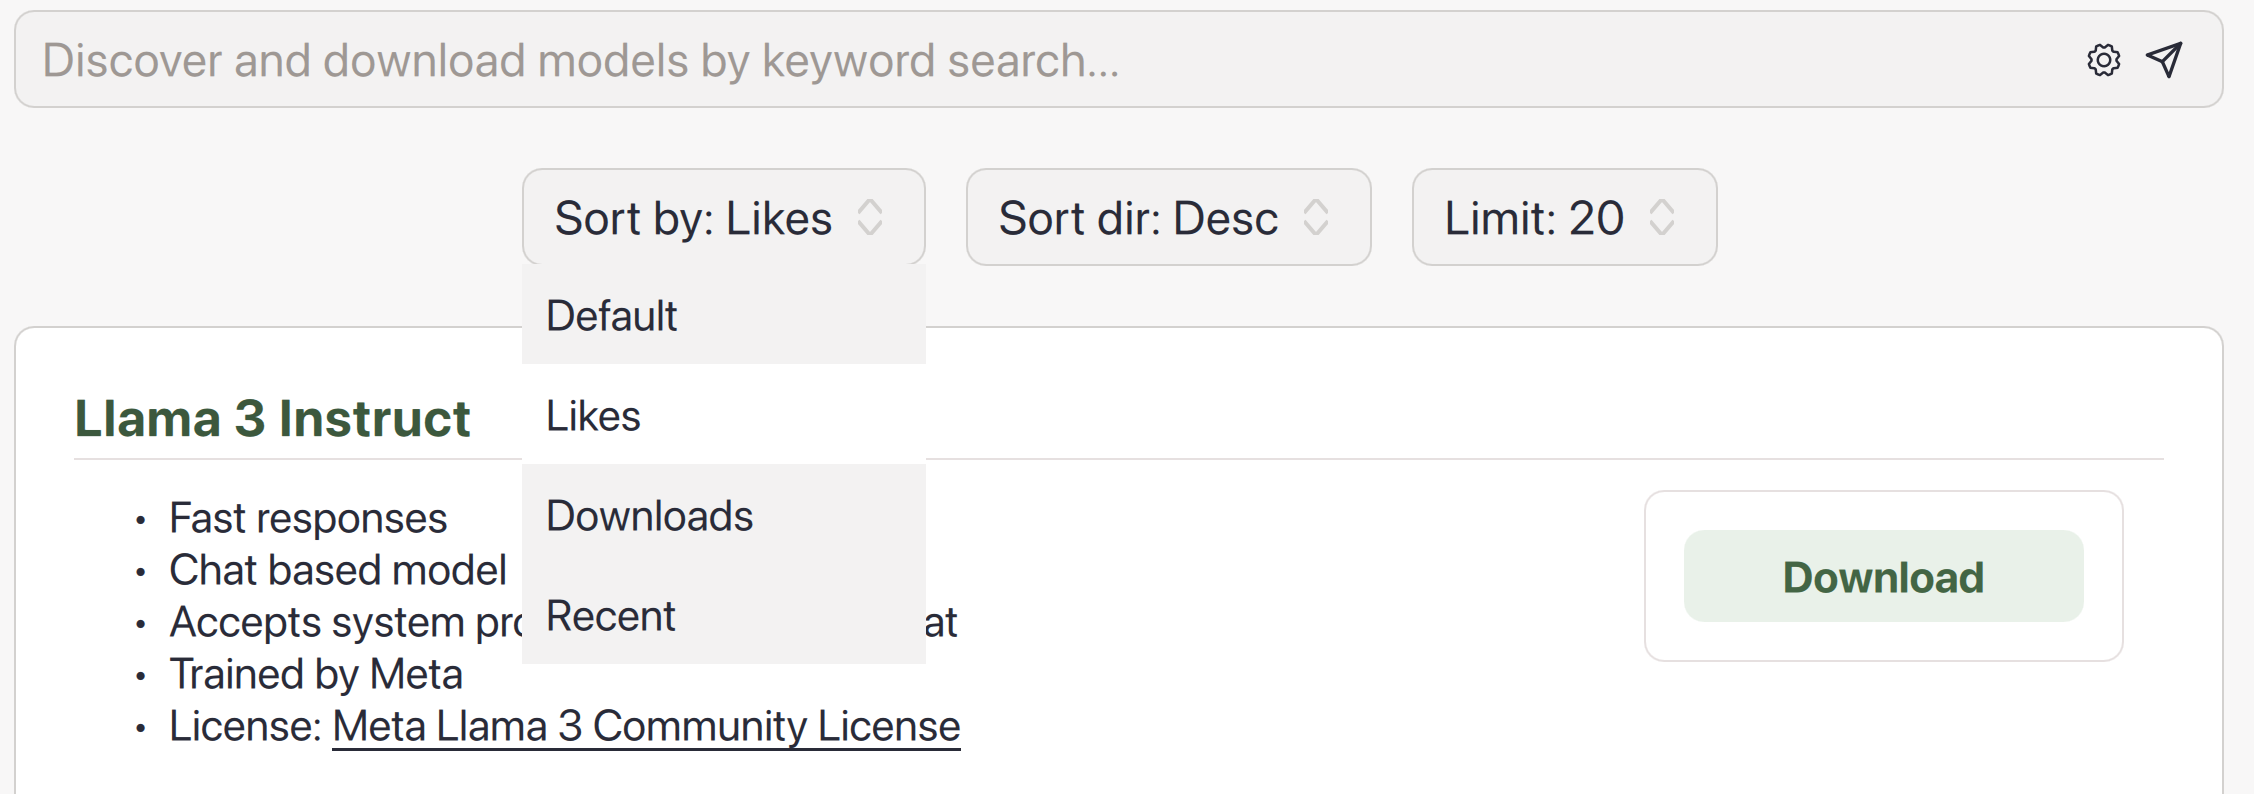 Discover and download models by keyword search...
Sort by: Likes
Sort dir: Desc
Limit: 20
Default
Likes
Downloads
Recent
Llama 3 Instruct
Fast responses
Chat based model
Accepts system at
Trained by Meta
License: Meta Llama 3 Community License
Download